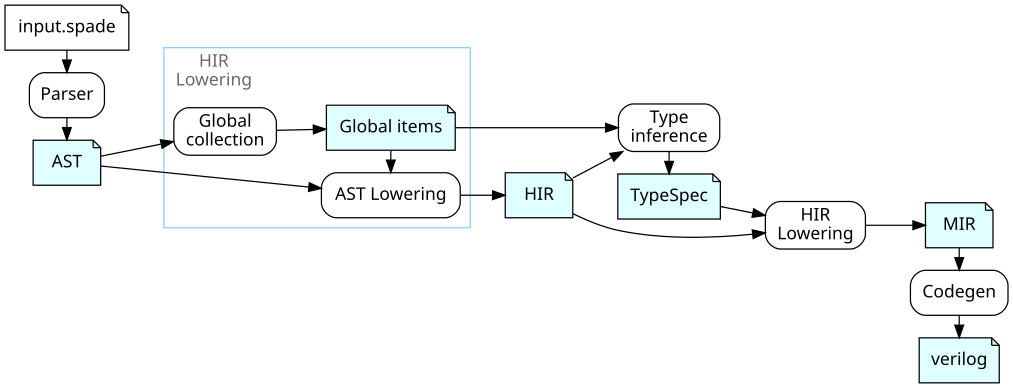 input.spade
Parser
AST
HIR
Lowering
Global
collection
Global items
AST Lowering
HIR
Type
inference
TypeSpec
HIR
Lowering
MIR
Codegen
verilog